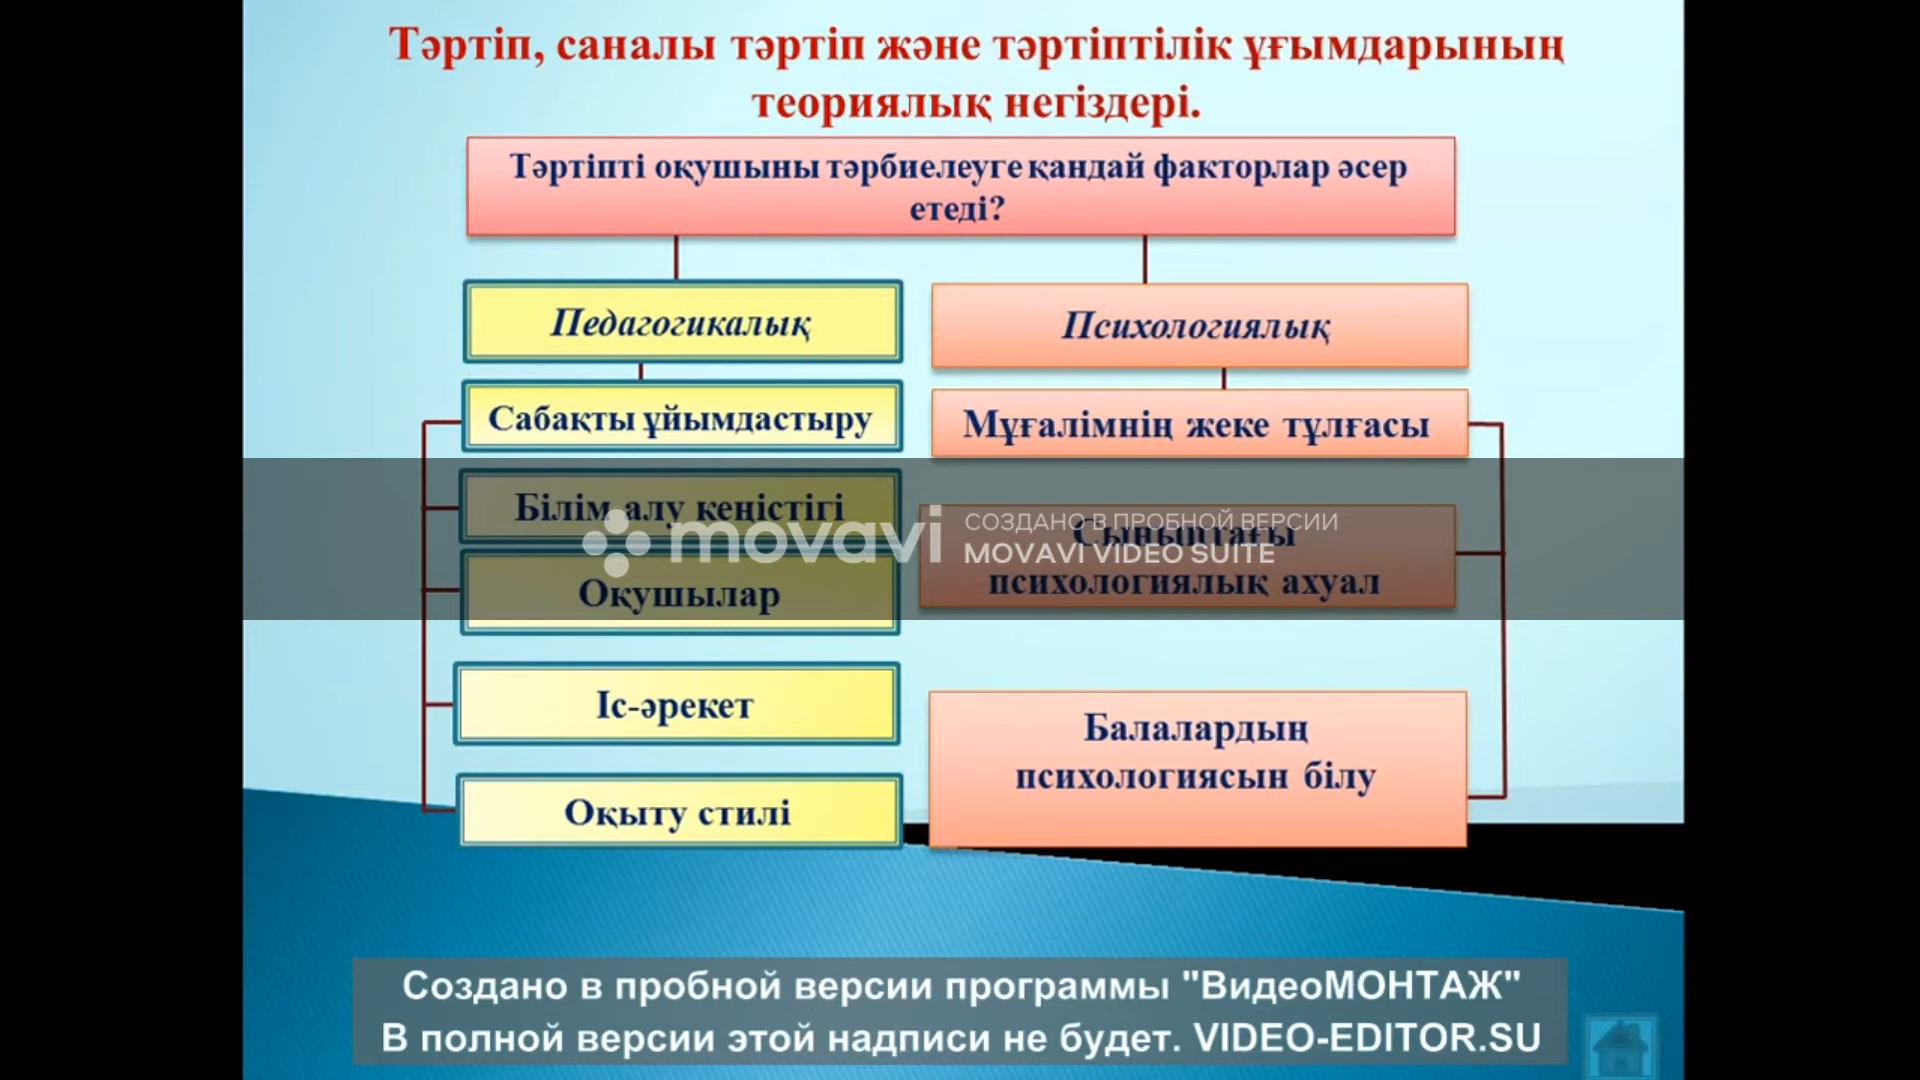 Тәртіп, саналы тәртіп және тәртіптілік ұғымдарының
теориялық негіздері.
Тәртіпті оқушыны тәрбиелеуге қандай факторлар әсер
етеді?
Педагогикалық
Сабақты ұйымдастыру
Білім алу кеңістігі
Оқушылар
Іс-әрекет
Оқыту стилі
Психологиялық
Мұғалімнің жеке тұлғасы
Сыныптағы
психологиялық ахуал
Балалардың
психологиясын білу
movavi
СОЗДАНО В ПРОБНОЙ ВЕРСИИ
MOVAVI VIDEO SUITE
Создано в пробной версии программы "ВидеоМОНТАЖ"
В полной версии этой надписи не будет. VIDEO-EDITOR.SU